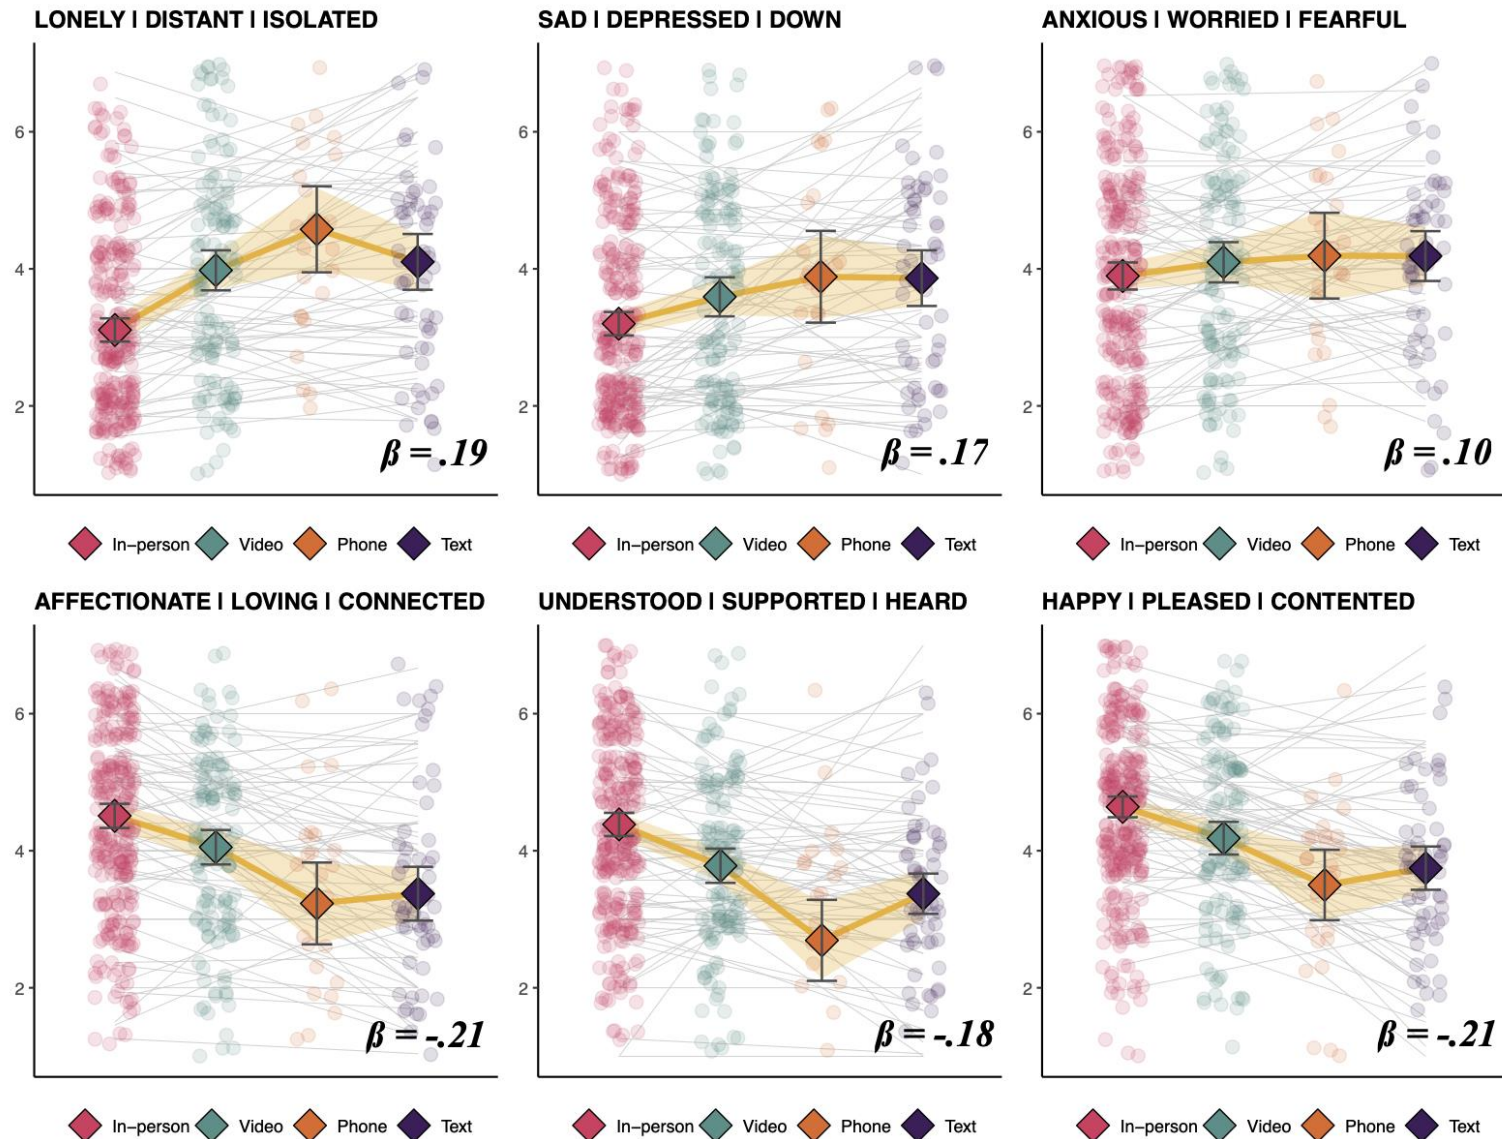 LONELY | DISTANT | ISOLATED
6
4
2
β = .19
In-person Video Phone Text
SAD | DEPRESSED | DOWN
6
4
2
β = .17
In-person Video Phone Text
ANXIOUS | WORRIED | FEARFUL
6
4
2
β = .10
In-person Video Phone Text
AFFECTIONATE | LOVING | CONNECTED
6
4
2
β = -.21
In-person Video Phone Text
UNDERSTOOD | SUPPORTED | HEARD
6
4
2
β = -.18
In-person Video Phone Text
HAPPY | PLEASED | CONTENTED
6
4
2
β = -.21
In-person Video Phone Text